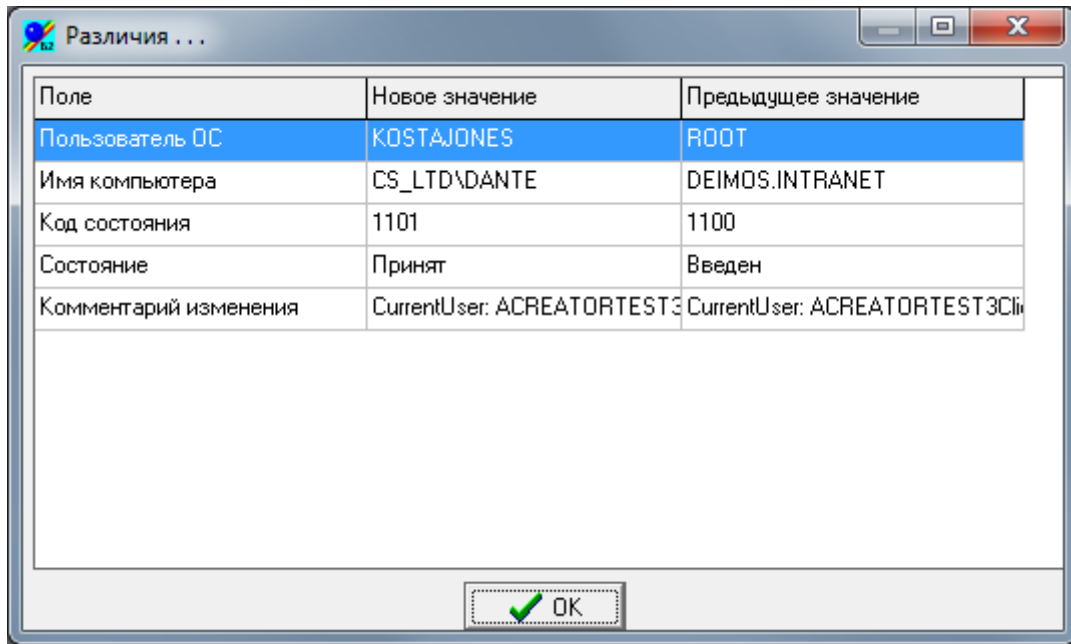 Различия . . .
Поле Новое значение Предыдущее значение
Пользователь ОС KOSTAJONES ROOT
Имя компьютера CS_LTD\DANTE DEIMOS.INTRANET
Код состояния 1101 1100
Состояние Принят Введен
Комментарий изменения CurrentUser: ACREATORTEST3 CurrentUser: ACREATORTEST3Cli
OK